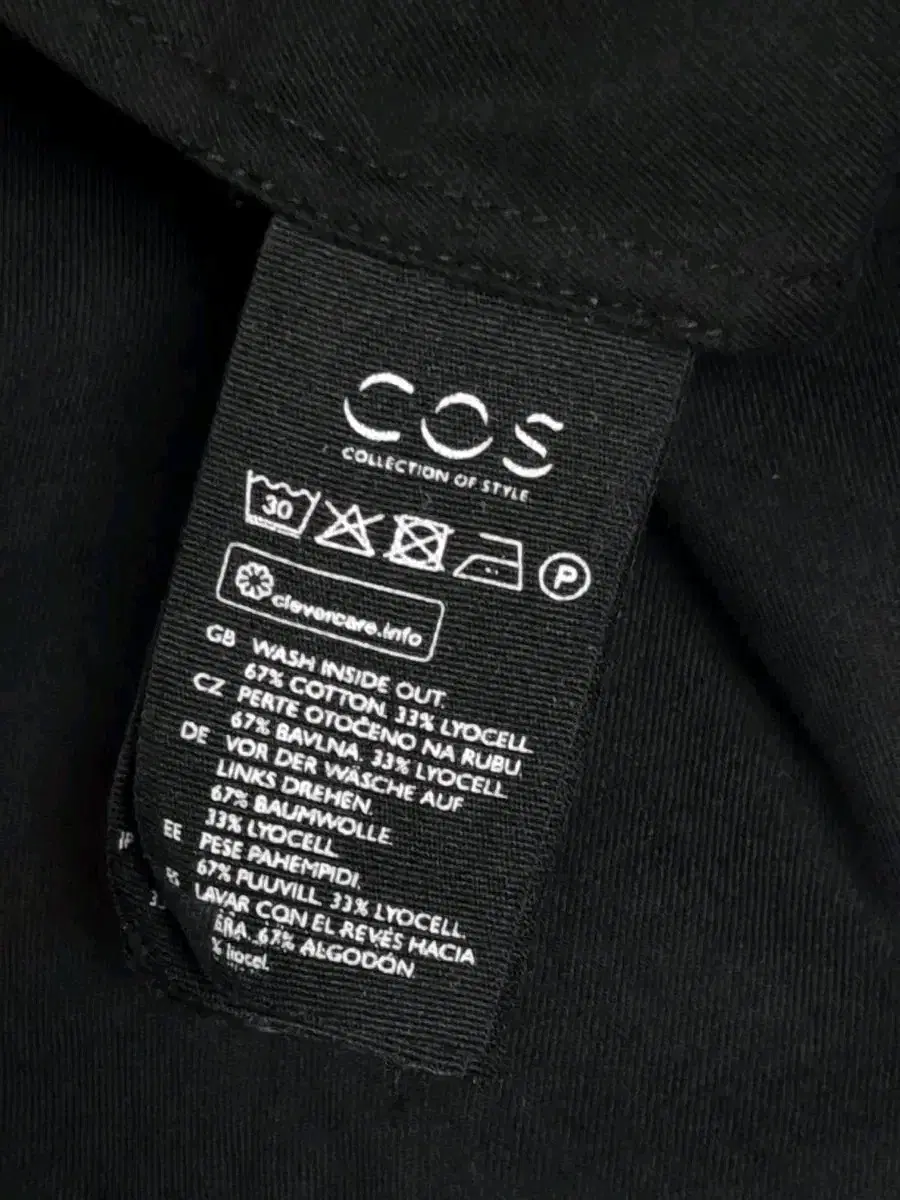 COS
COLLECTION OF STYLE
30
P
clevercare.info
GB WASH INSIDE OUT.
67% COTTON, 33% LYOCELL
CZ PERTE OTOČENO NA RUBU
67% BAVLNA, 33% LYOCELL
DE VOR DER WÄSCHE AUF
LINKS DREHEN.
67% BAUMWOLLE
33% LYOCELL
EE PESE PAHEMPIDI.
67% PUUVILL, 33% LYOCELL
ES LAVAR CON EL REVÉS HACIA
67% ALGODÓN
% liocel